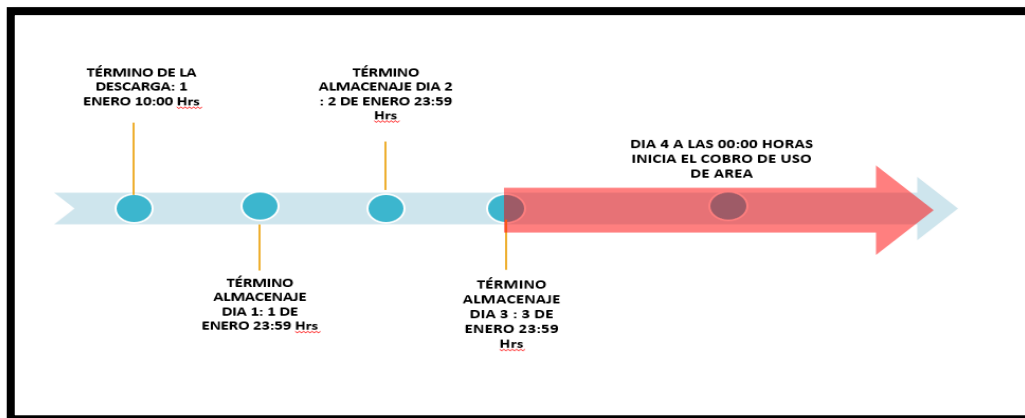 TÉRMINO DE LA
DESCARGA: 1
ENERO 10:00 Hrs
TÉRMINO
ALMACENAJE DIA 2
: 2 DE ENERO 23:59
Hrs
DIA 4 A LAS 00:00 HORAS
INICIA EL COBRO DE USO
DE AREA
TÉRMINO
ALMACENAJE
DIA 1: 1 DE
ENERO 23:59 Hrs
TÉRMINO
ALMACENAJE
DIA 3 : 3 DE
ENERO 23:59
Hrs